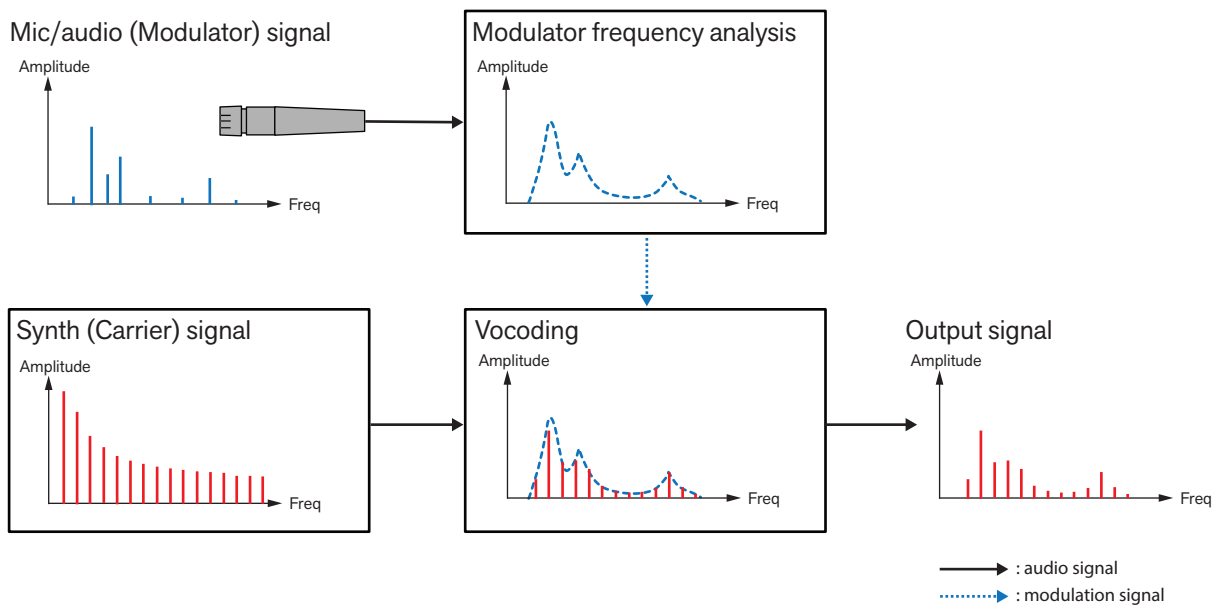 Mic/audio (Modulator) signal
Amplitude
Freq
Modulator frequency analysis
Amplitude
Freq
Synth (Carrier) signal
Amplitude
Freq
Vocoding
Amplitude
Freq
Output signal
Amplitude
Freq
: audio signal
: modulation signal